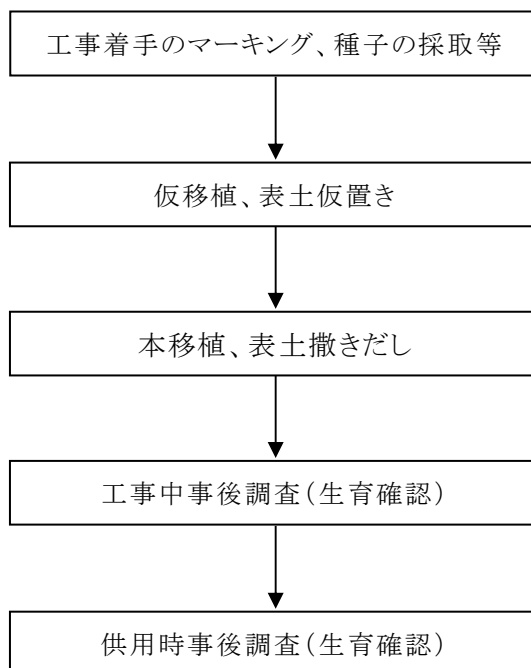 工事着手のマーキング、種子の採取等
仮移植、表土仮置き
本移植、表土撒きだし
工事中事後調査(生育確認)
供用時事後調査(生育確認)